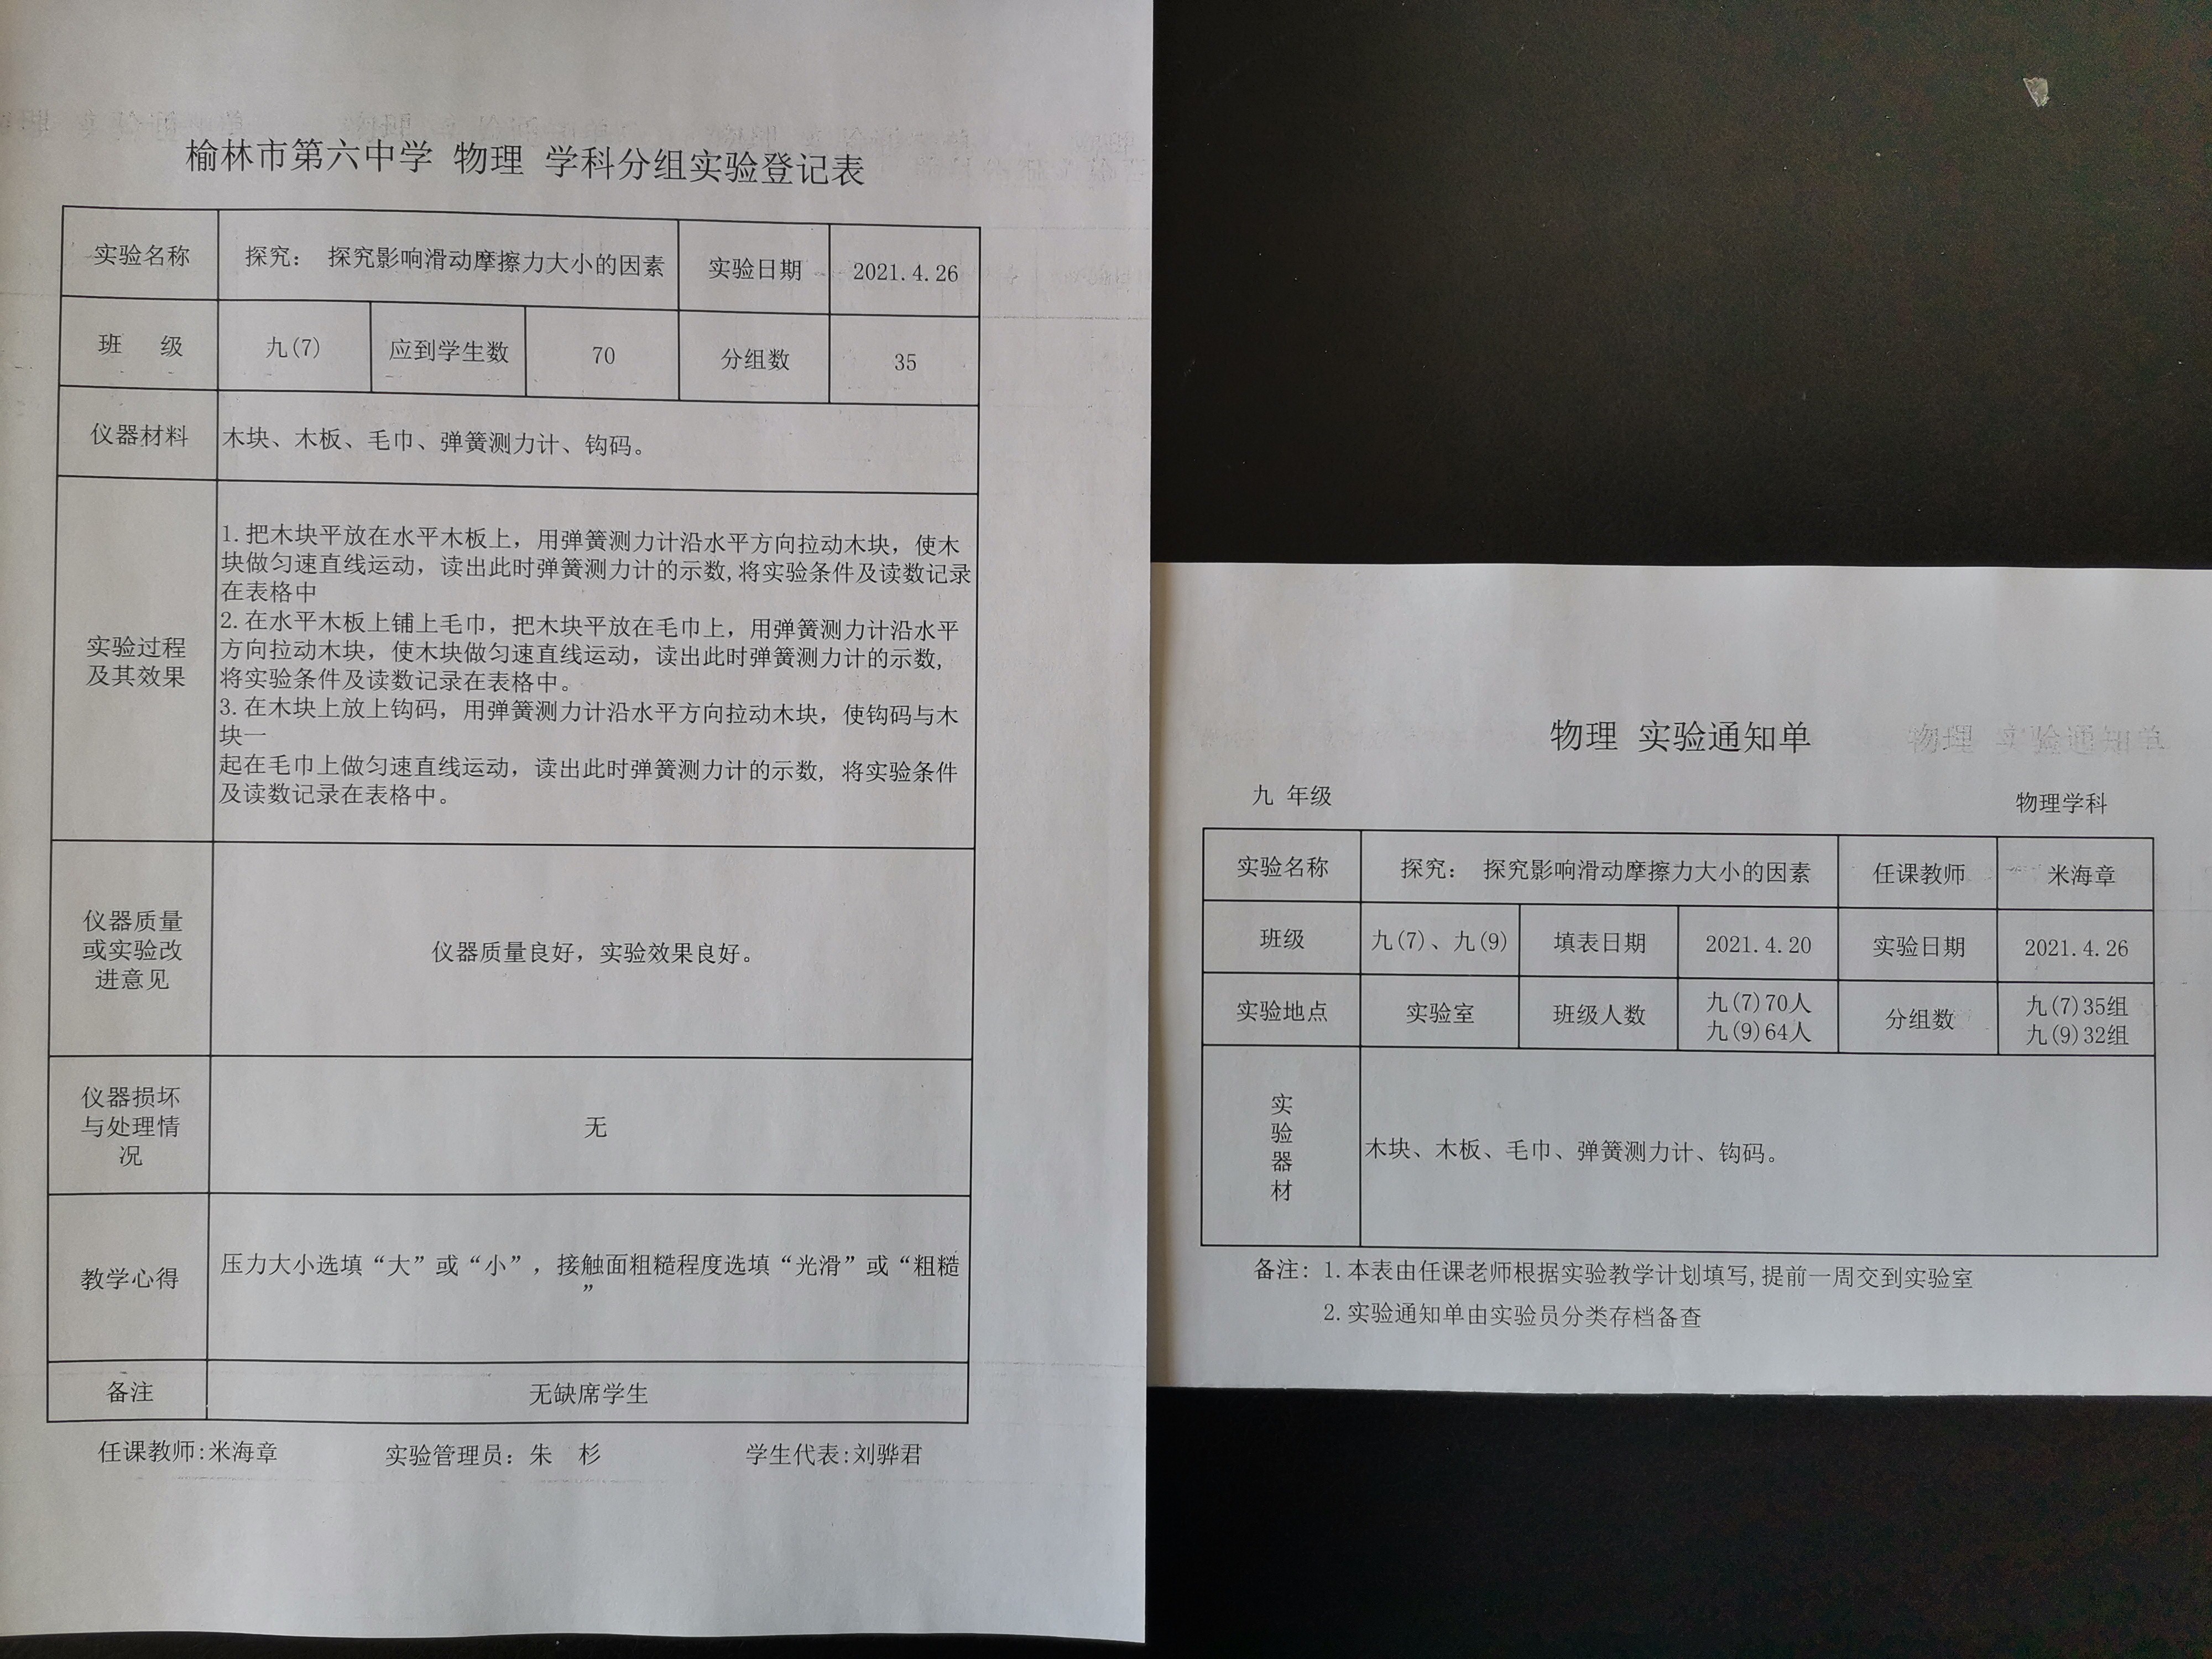 榆林市第六中学 物理 学科分组实验登记表
实验名称 探究： 探究影响滑动摩擦力大小的因素 实验日期 2021.4.26
班 级 九(7) 应到学生数 70 分组数 35
仪器材料 木块、木板、毛巾、弹簧测力计、钩码。
实验过程
及其效果
1.把木块平放在水平木板上，用弹簧测力计沿水平方向拉动木块，使木
块做匀速直线运动，读出此时弹簧测力计的示数,将实验条件及读数记录
在表格中
2.在水平木板上铺上毛巾，把木块平放在毛巾上，用弹簧测力计沿水平
方向拉动木块，使木块做匀速直线运动，读出此时弹簧测力计的示数，
将实验条件及读数记录在表格中。
3.在木块上放上钩码，用弹簧测力计沿水平方向拉动木块，使钩码与木
块一
起在毛巾上做匀速直线运动，读出此时弹簧测力计的示数，将实验条件
及读数记录在表格中。
仪器质量
或实验改
进意见
仪器质量良好，实验效果良好。
仪器损坏
与处理情
况
无
教学心得
压力大小选填“大”或“小”，接触面粗糙程度选填“光滑”或“粗糙
”
备注 无缺席学生
任课教师:米海章 实验管理员：朱 杉 学生代表:刘骅君
物理 实验通知单
九 年级 物理学科
实验名称 探究： 探究影响滑动摩擦力大小的因素 任课教师 米海章
班级 九(7)、九(9) 填表日期 2021.4.20 实验日期 2021.4.26
实验地点 实验室 班级人数 九(7)70人 分组数 九(7)35组
九(9)64人 九(9)32组
实
验
器
材
木块、木板、毛巾、弹簧测力计、钩码。
备注: 1.本表由任课老师根据实验教学计划填写,提前一周交到实验室
2.实验通知单由实验员分类存档备查